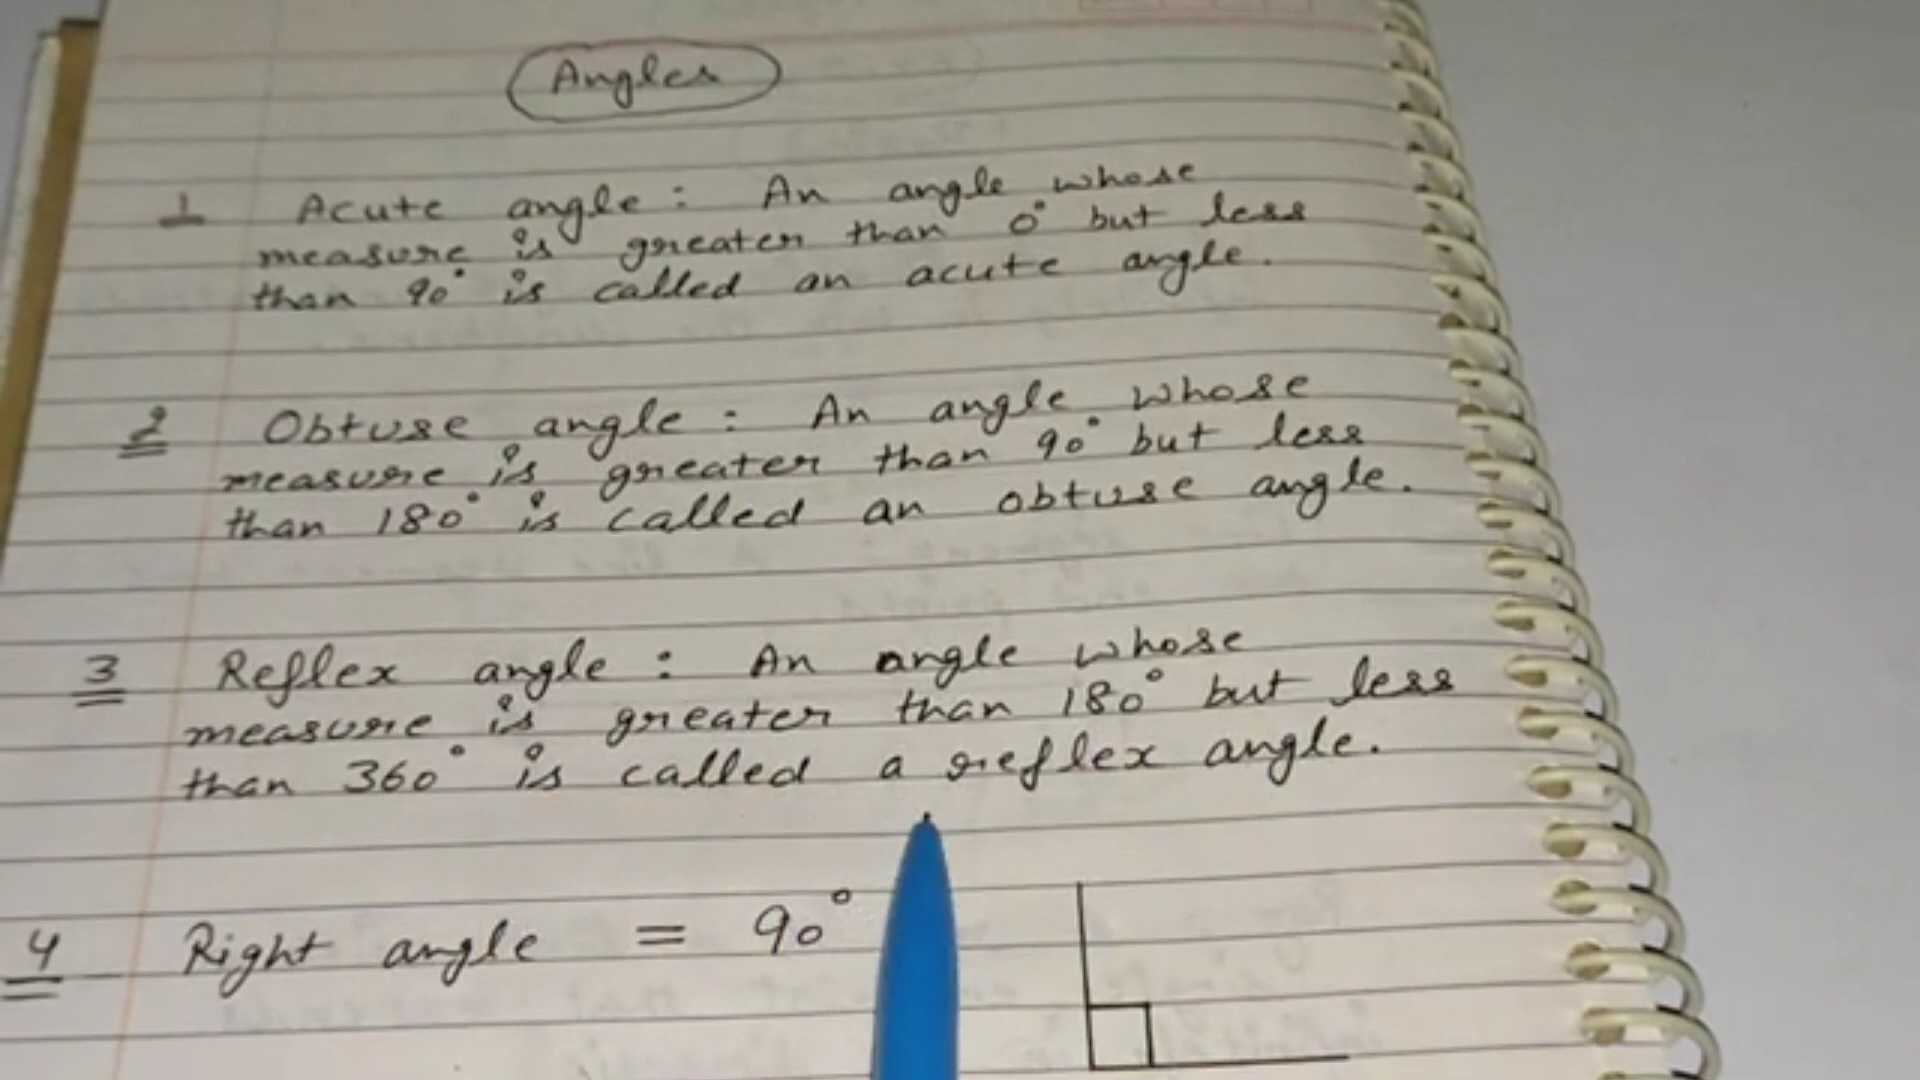 Angles
1 Acute angle : An angle whose
measure is greater than 0° but less
than 90° is called an acute angle.
2 Obtuse angle : An angle whose
measure is greater than 90° but less
than 180° is called an obtuse angle.
3 Reflex angle : An angle whose
measure is greater than 180° but less
than 360° is called a reflex angle.
4 Right angle = 90°